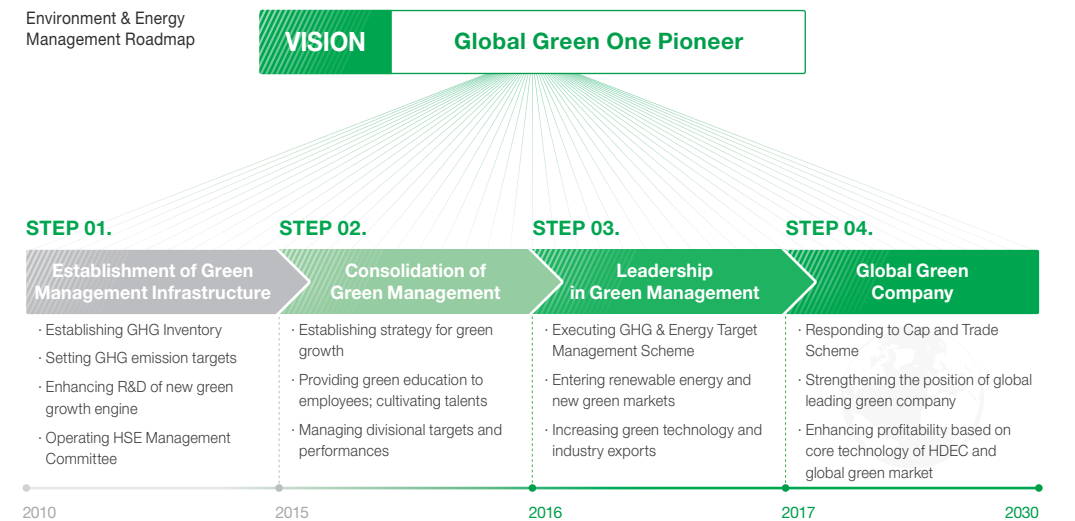 Environment & Energy
Management Roadmap
VISION
Global Green One Pioneer
STEP 01.
Establishment of Green
Management Infrastructure
· Establishing GHG Inventory
· Setting GHG emission targets
· Enhancing R&D of new green
growth engine
· Operating HSE Management
Committee
STEP 02.
Consolidation of
Green Management
· Establishing strategy for green
growth
· Providing green education to
employees; cultivating talents
· Managing divisional targets and
performances
STEP 03.
Leadership
in Green Management
· Executing GHG & Energy Target
Management Scheme
· Entering renewable energy and
new green markets
· Increasing green technology and
industry exports
STEP 04.
Global Green
Company
· Responding to Cap and Trade
Scheme
· Strengthening the position of global
leading green company
· Enhancing profitability based on
core technology of HDEC and
global green market
2010
2015
2016
2017
2030